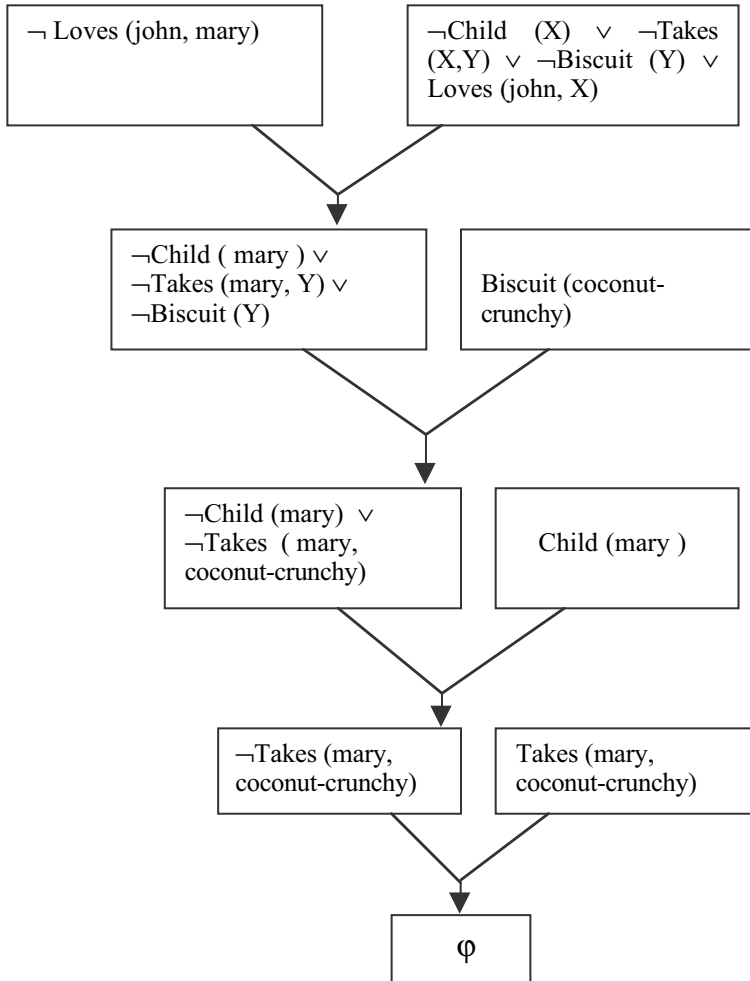 ¬ Loves (john, mary)
¬Child (X) ∨ ¬Takes
(X,Y) ∨ ¬Biscuit (Y) ∨
Loves (john, X)
¬Child ( mary ) ∨
¬Takes (mary, Y) ∨
¬Biscuit (Y)
Biscuit (coconut-
crunchy)
¬Child (mary) ∨
¬Takes ( mary,
coconut-crunchy)
Child (mary )
¬Takes (mary,
coconut-crunchy)
Takes (mary,
coconut-crunchy)
φ